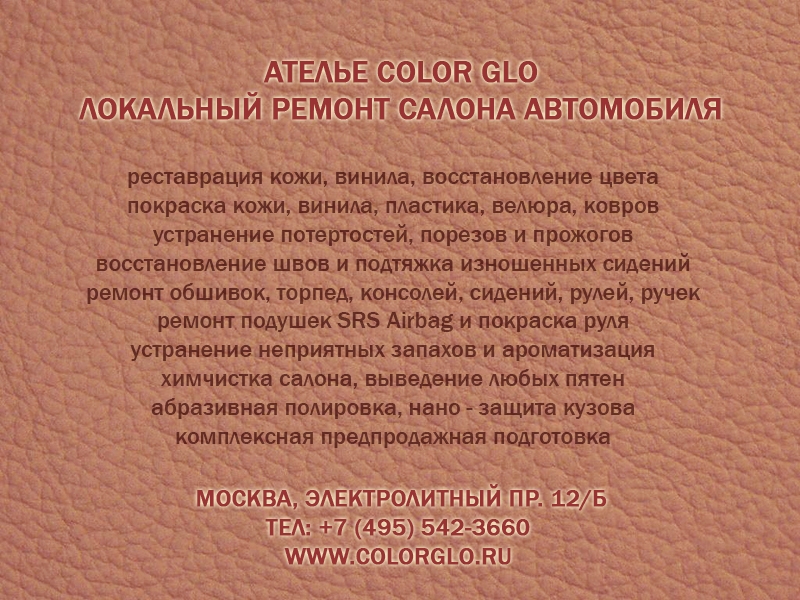 АТЕЛЬЕ COLOR GLO
ЛОКАЛЬНЫЙ РЕМОНТ САЛОНА АВТОМОБИЛЯ
реставрация кожи, винила, восстановление цвета
покраска кожи, винила, пластика, велюра, ковров
устранение потертостей, порезов и прожогов
восстановление швов и подтяжка изношенных сидений
ремонт обшивок, торпед, консолей, сидений, рулей, ручек
ремонт подушек SRS Airbag и покраска руля
устранение неприятных запахов и ароматизация
химчистка салона, выведение любых пятен
абразивная полировка, нано - защита кузова
комплексная предпродажная подготовка
МОСКВА, ЭЛЕКТРОЛИТНЫЙ ПР. 12/Б
ТЕЛ: +7 (495) 542-3660
WWW.COLORGLO.RU